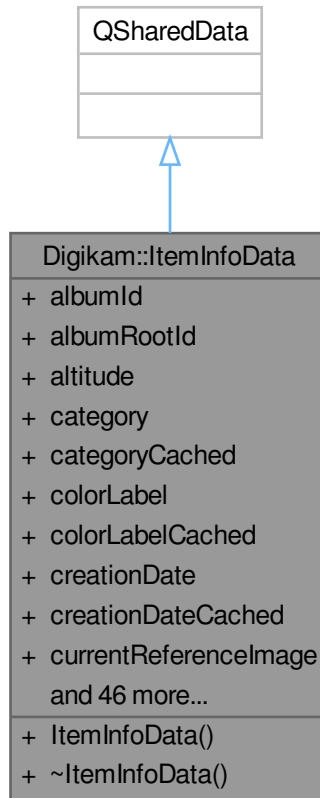 QSharedData
Digikam::ItemInfoData
+ albumId
+ albumRootId
+ altitude
+ category
+ categoryCached
+ colorLabel
+ colorLabelCached
+ creationDate
+ creationDateCached
+ currentReferenceImage
and 46 more...
+ ItemInfoData()
+ ~ItemInfoData()